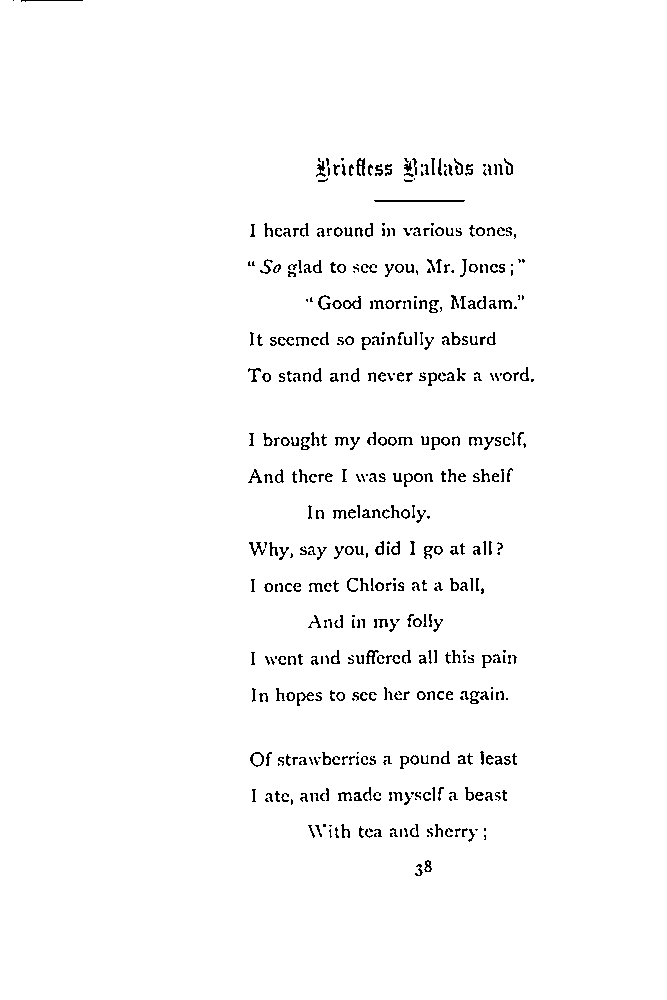 Briefless Ballads and
I heard around in various tones,
"So glad to see you, Mr. Jones;"
"Good morning, Madam."
It seemed so painfully absurd
To stand and never speak a word.
I brought my doom upon myself,
And there I was upon the shelf
In melancholy.
Why, say you, did I go at all?
I once met Chloris at a ball,
And in my folly
I went and suffered all this pain
In hopes to see her once again.
Of strawberries a pound at least
I ate, and made myself a beast
With tea and sherry;
38